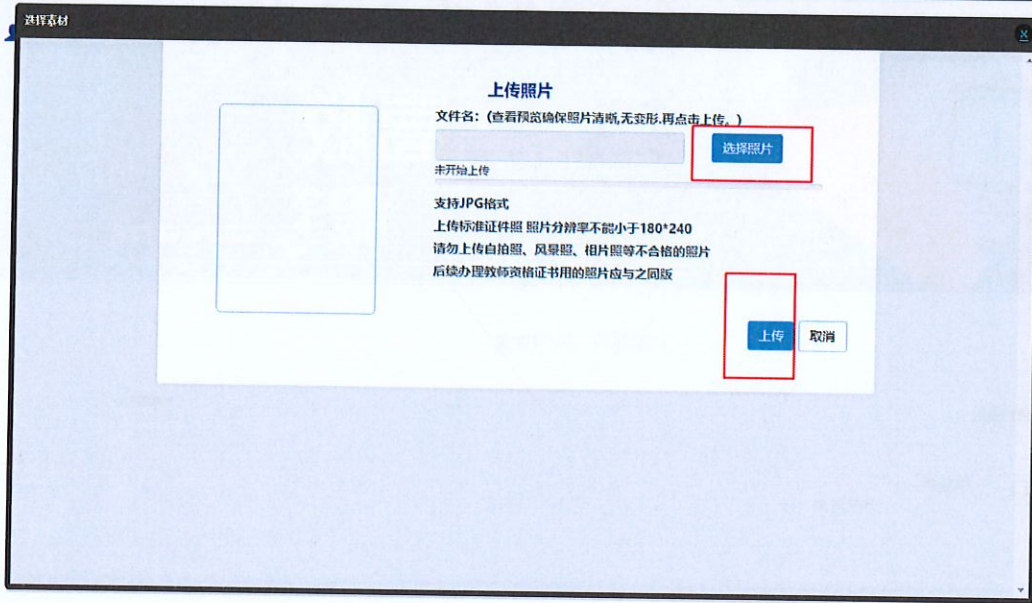 选择素材
X
上传照片
文件名：(查看预览确保照片清晰,无变形.再点击上传。)
选择照片
未开始上传
支持JPG格式
上传标准证件照 照片分辨率不能小于180*240
请勿上传自拍照、风景照、相片照等不合格的照片
后续办理教师资格证书用的照片应与之同版
上传 取消